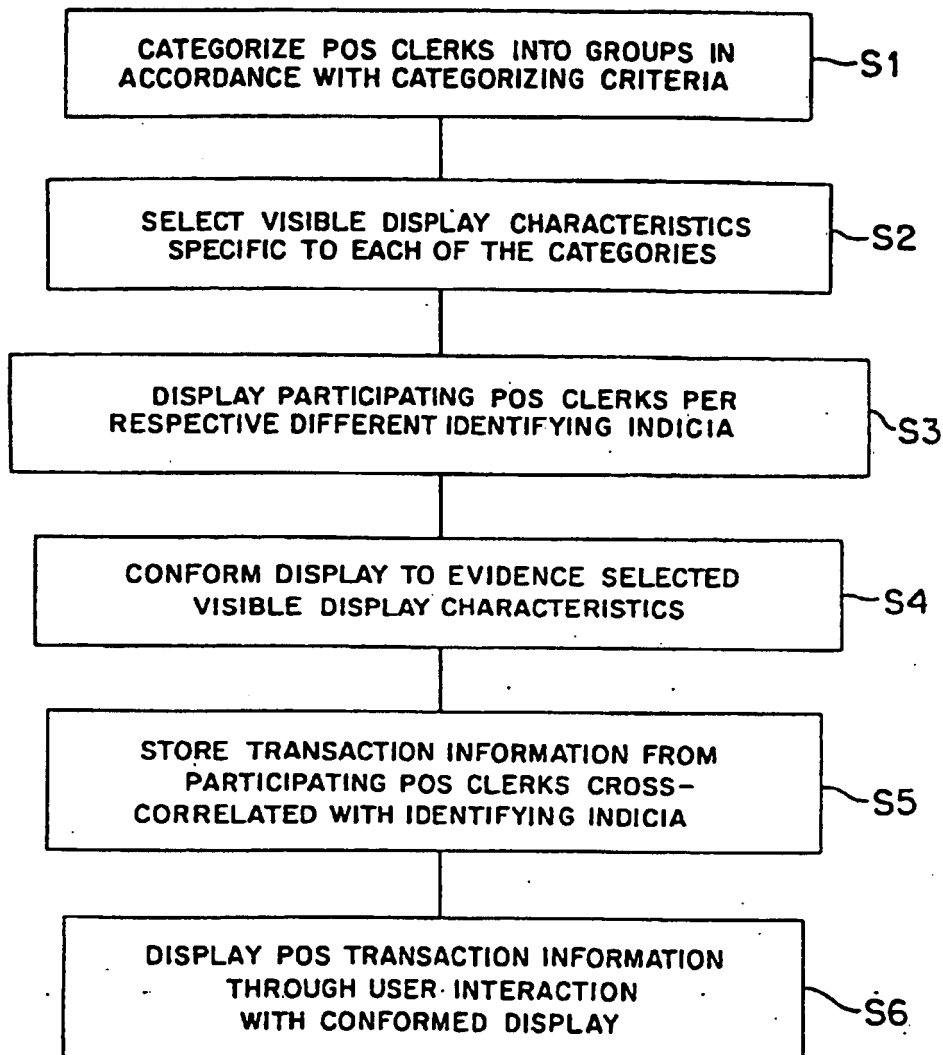 CATEGORIZE POS CLERKS INTO GROUPS IN
ACCORDANCE WITH CATEGORIZING CRITERIA
S1
SELECT VISIBLE DISPLAY CHARACTERISTICS
SPECIFIC TO EACH OF THE CATEGORIES
S2
DISPLAY PARTICIPATING POS CLERKS PER
RESPECTIVE DIFFERENT IDENTIFYING INDICIA
S3
CONFORM DISPLAY TO EVIDENCE SELECTED
VISIBLE DISPLAY CHARACTERISTICS
S4
STORE TRANSACTION INFORMATION FROM
PARTICIPATING POS CLERKS CROSS-
CORRELATED WITH IDENTIFYING INDICIA
S5
DISPLAY POS TRANSACTION INFORMATION
THROUGH USER INTERACTION
WITH CONFORMED DISPLAY
S6